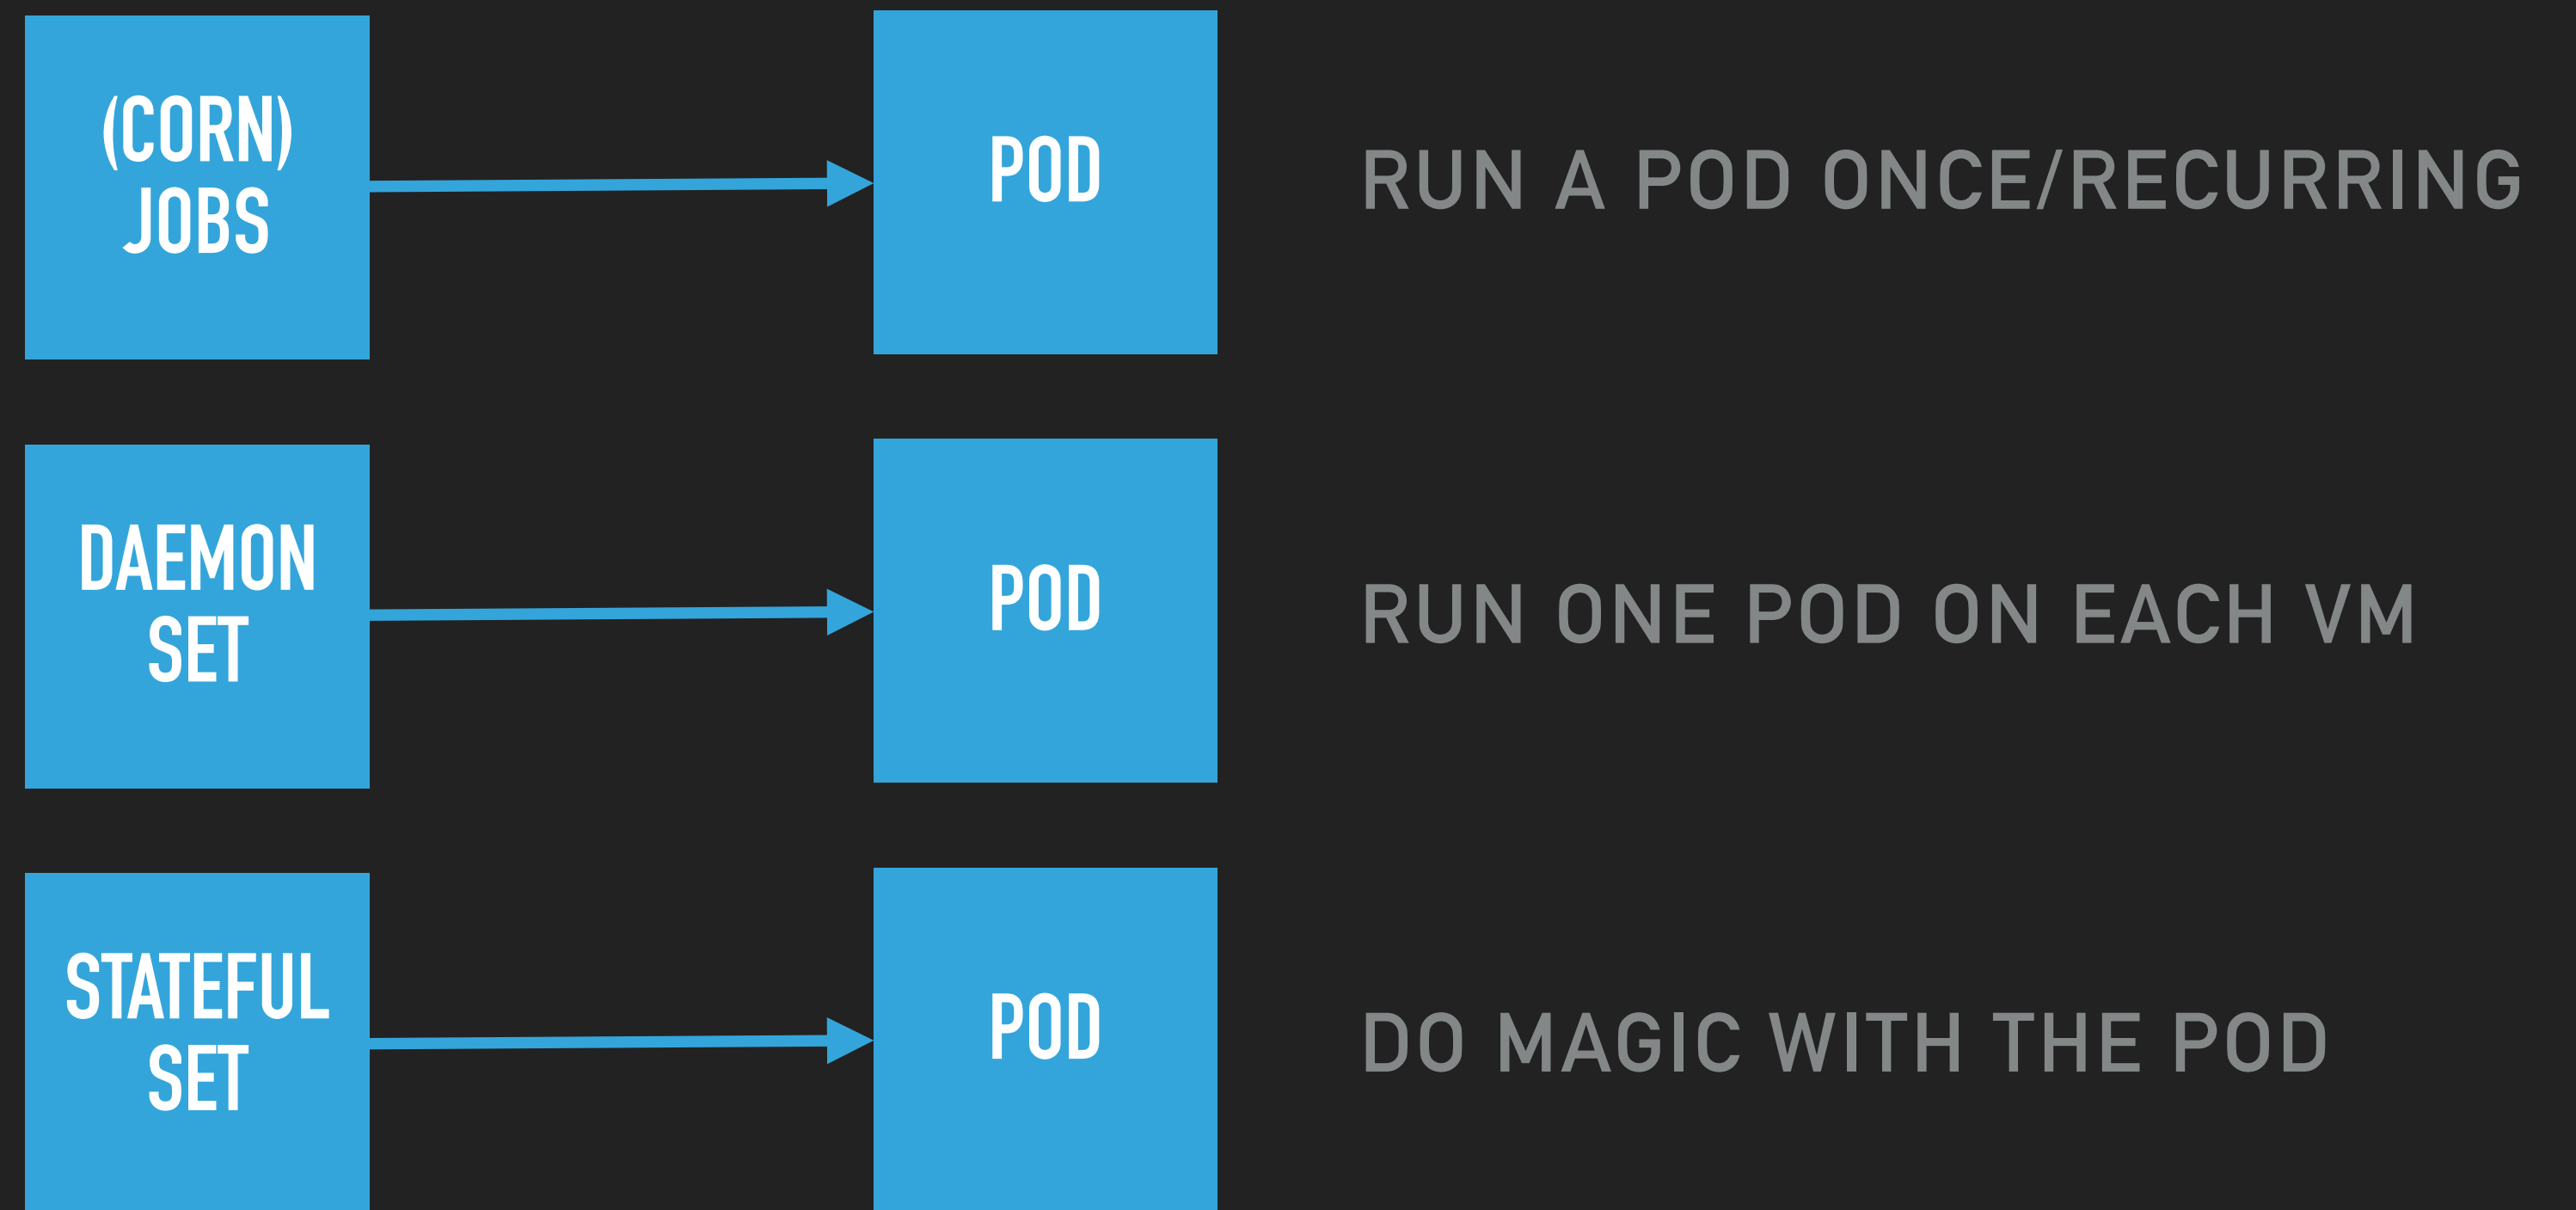 (CORN)
JOBS
POD
RUN A POD ONCE/RECURRING
DAEMON
SET
POD
RUN ONE POD ON EACH VM
STATEFUL
SET
POD
DO MAGIC WITH THE POD